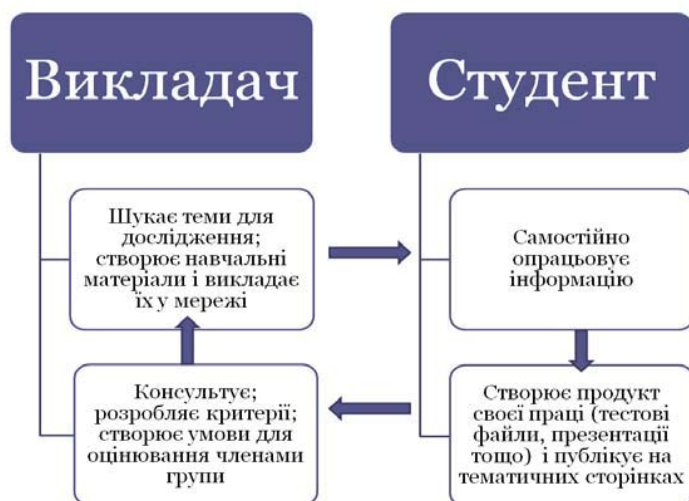 Викладач
Шукає теми для
дослідження;
створює навчальні
матеріали і викладає
їх у мережі
Консультує;
розробляє критерії;
створює умови для
оцінювання членами
групи
Студент
Самостійно
опрацьовує
інформацію
Створює продукт
своєї праці (тестові
файли, презентації
тощо) і публікує на
тематичних сторінках